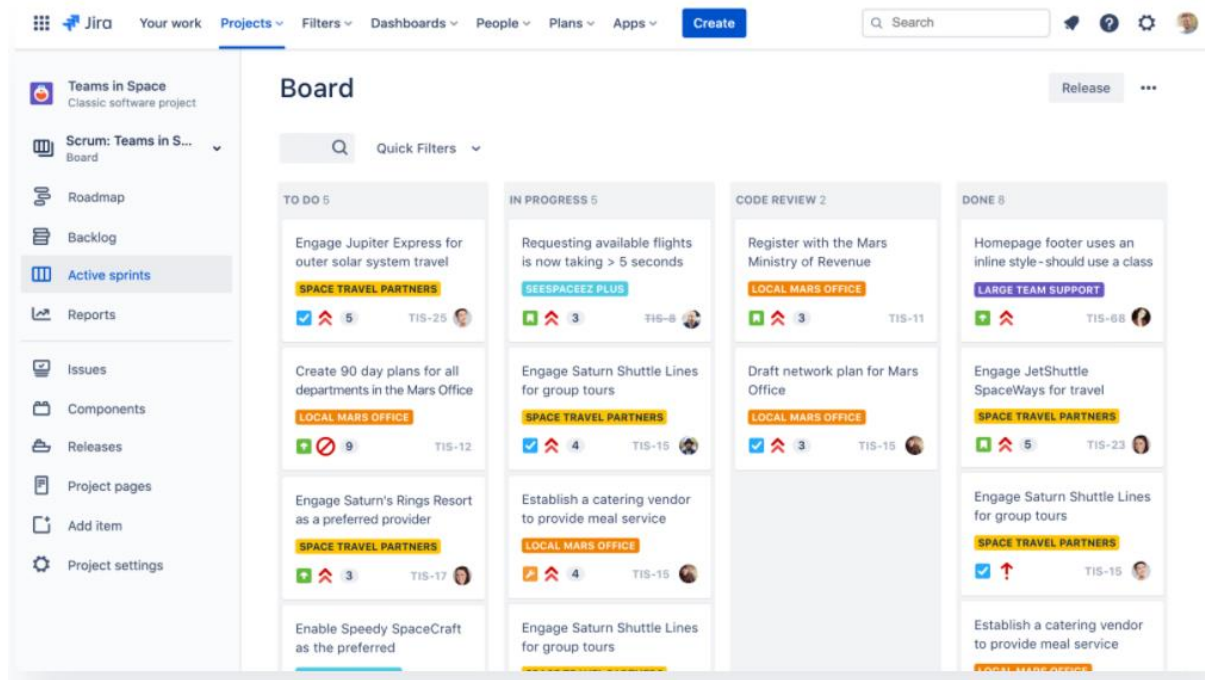 Jira Your work Projects Filters Dashboards People Plans Apps Create Search
Teams in Space
Classic software project
Scrum: Teams in S...
Board
Roadmap
Backlog
Active sprints
Reports
Issues
Components
Releases
Project pages
Add item
Project settings
Board
Release
Quick Filters
TO DO 5
Engage Jupiter Express for
outer solar system travel
SPACE TRAVEL PARTNERS
5 TIS-25
Create 90 day plans for all
departments in the Mars Office
LOCAL MARS OFFICE
9 TIS-12
Engage Saturn's Rings Resort
as a preferred provider
SPACE TRAVEL PARTNERS
3 TIS-17
Enable Speedy SpaceCraft
as the preferred
IN PROGRESS 5
Requesting available flights
is now taking > 5 seconds
SEESPACEEZ PLUS
3 TIS-8
Engage Saturn Shuttle Lines
for group tours
SPACE TRAVEL PARTNERS
4 TIS-15
Establish a catering vendor
to provide meal service
LOCAL MARS OFFICE
4 TIS-15
Engage Saturn Shuttle Lines
for group tours
SPACE TRAVEL PARTNERS
CODE REVIEW 2
Register with the Mars
Ministry of Revenue
LOCAL MARS OFFICE
3 TIS-11
Draft network plan for Mars
Office
LOCAL MARS OFFICE
3 TIS-15
DONE 8
Homepage footer uses an
inline style - should use a class
LARGE TEAM SUPPORT
TIS-68
Engage JetShuttle
SpaceWays for travel
SPACE TRAVEL PARTNERS
5 TIS-23
Engage Saturn Shuttle Lines
for group tours
SPACE TRAVEL PARTNERS
TIS-15
Establish a catering vendor
to provide meal service
LOCAL MARS OFFICE